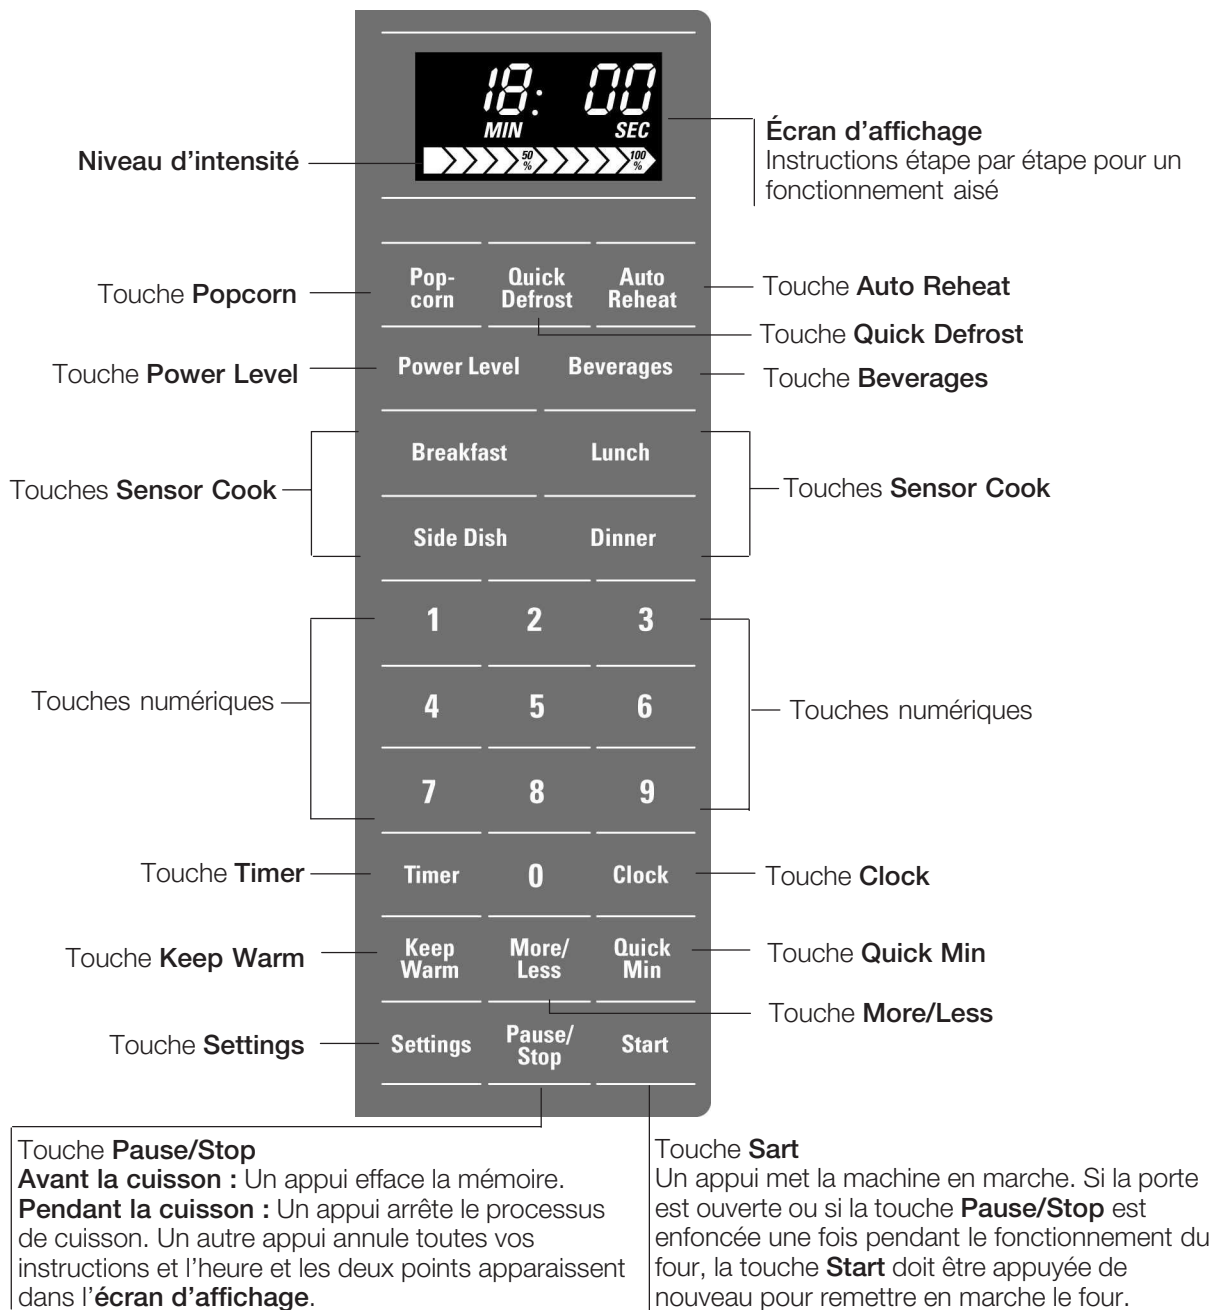 18: 00
MIN SEC
50 % 100 %
Niveau d'intensité
Écran d'affichage
Instructions étape par étape pour un
fonctionnement aisé
Touche Popcorn
Pop-
corn
Quick
Defrost
Auto
Reheat
Touche Auto Reheat
Touche Quick Defrost
Touche Power Level
Power Level
Beverages
Touche Beverages
Breakfast
Lunch
Touches Sensor Cook
Touches Sensor Cook
Side Dish
Dinner
1 2 3
Touches numériques
4 5 6
Touches numériques
7 8 9
Touche Timer
Timer
0
Clock
Touche Clock
Touche Keep Warm
Keep
Warm
More/
Less
Quick
Min
Touche Quick Min
Touche More/Less
Touche Settings
Settings
Pause/
Stop
Start
Touche Pause/Stop
Avant la cuisson : Un appui efface la mémoire.
Pendant la cuisson : Un appui arrête le processus
de cuisson. Un autre appui annule toutes vos
instructions et l'heure et les deux points apparaissent
dans l'écran d'affichage.
Touche Sart
Un appui met la machine en marche. Si la porte
est ouverte ou si la touche Pause/Stop est
enfoncée une fois pendant le fonctionnement du
four, la touche Start doit être appuyée de
nouveau pour remettre en marche le four.